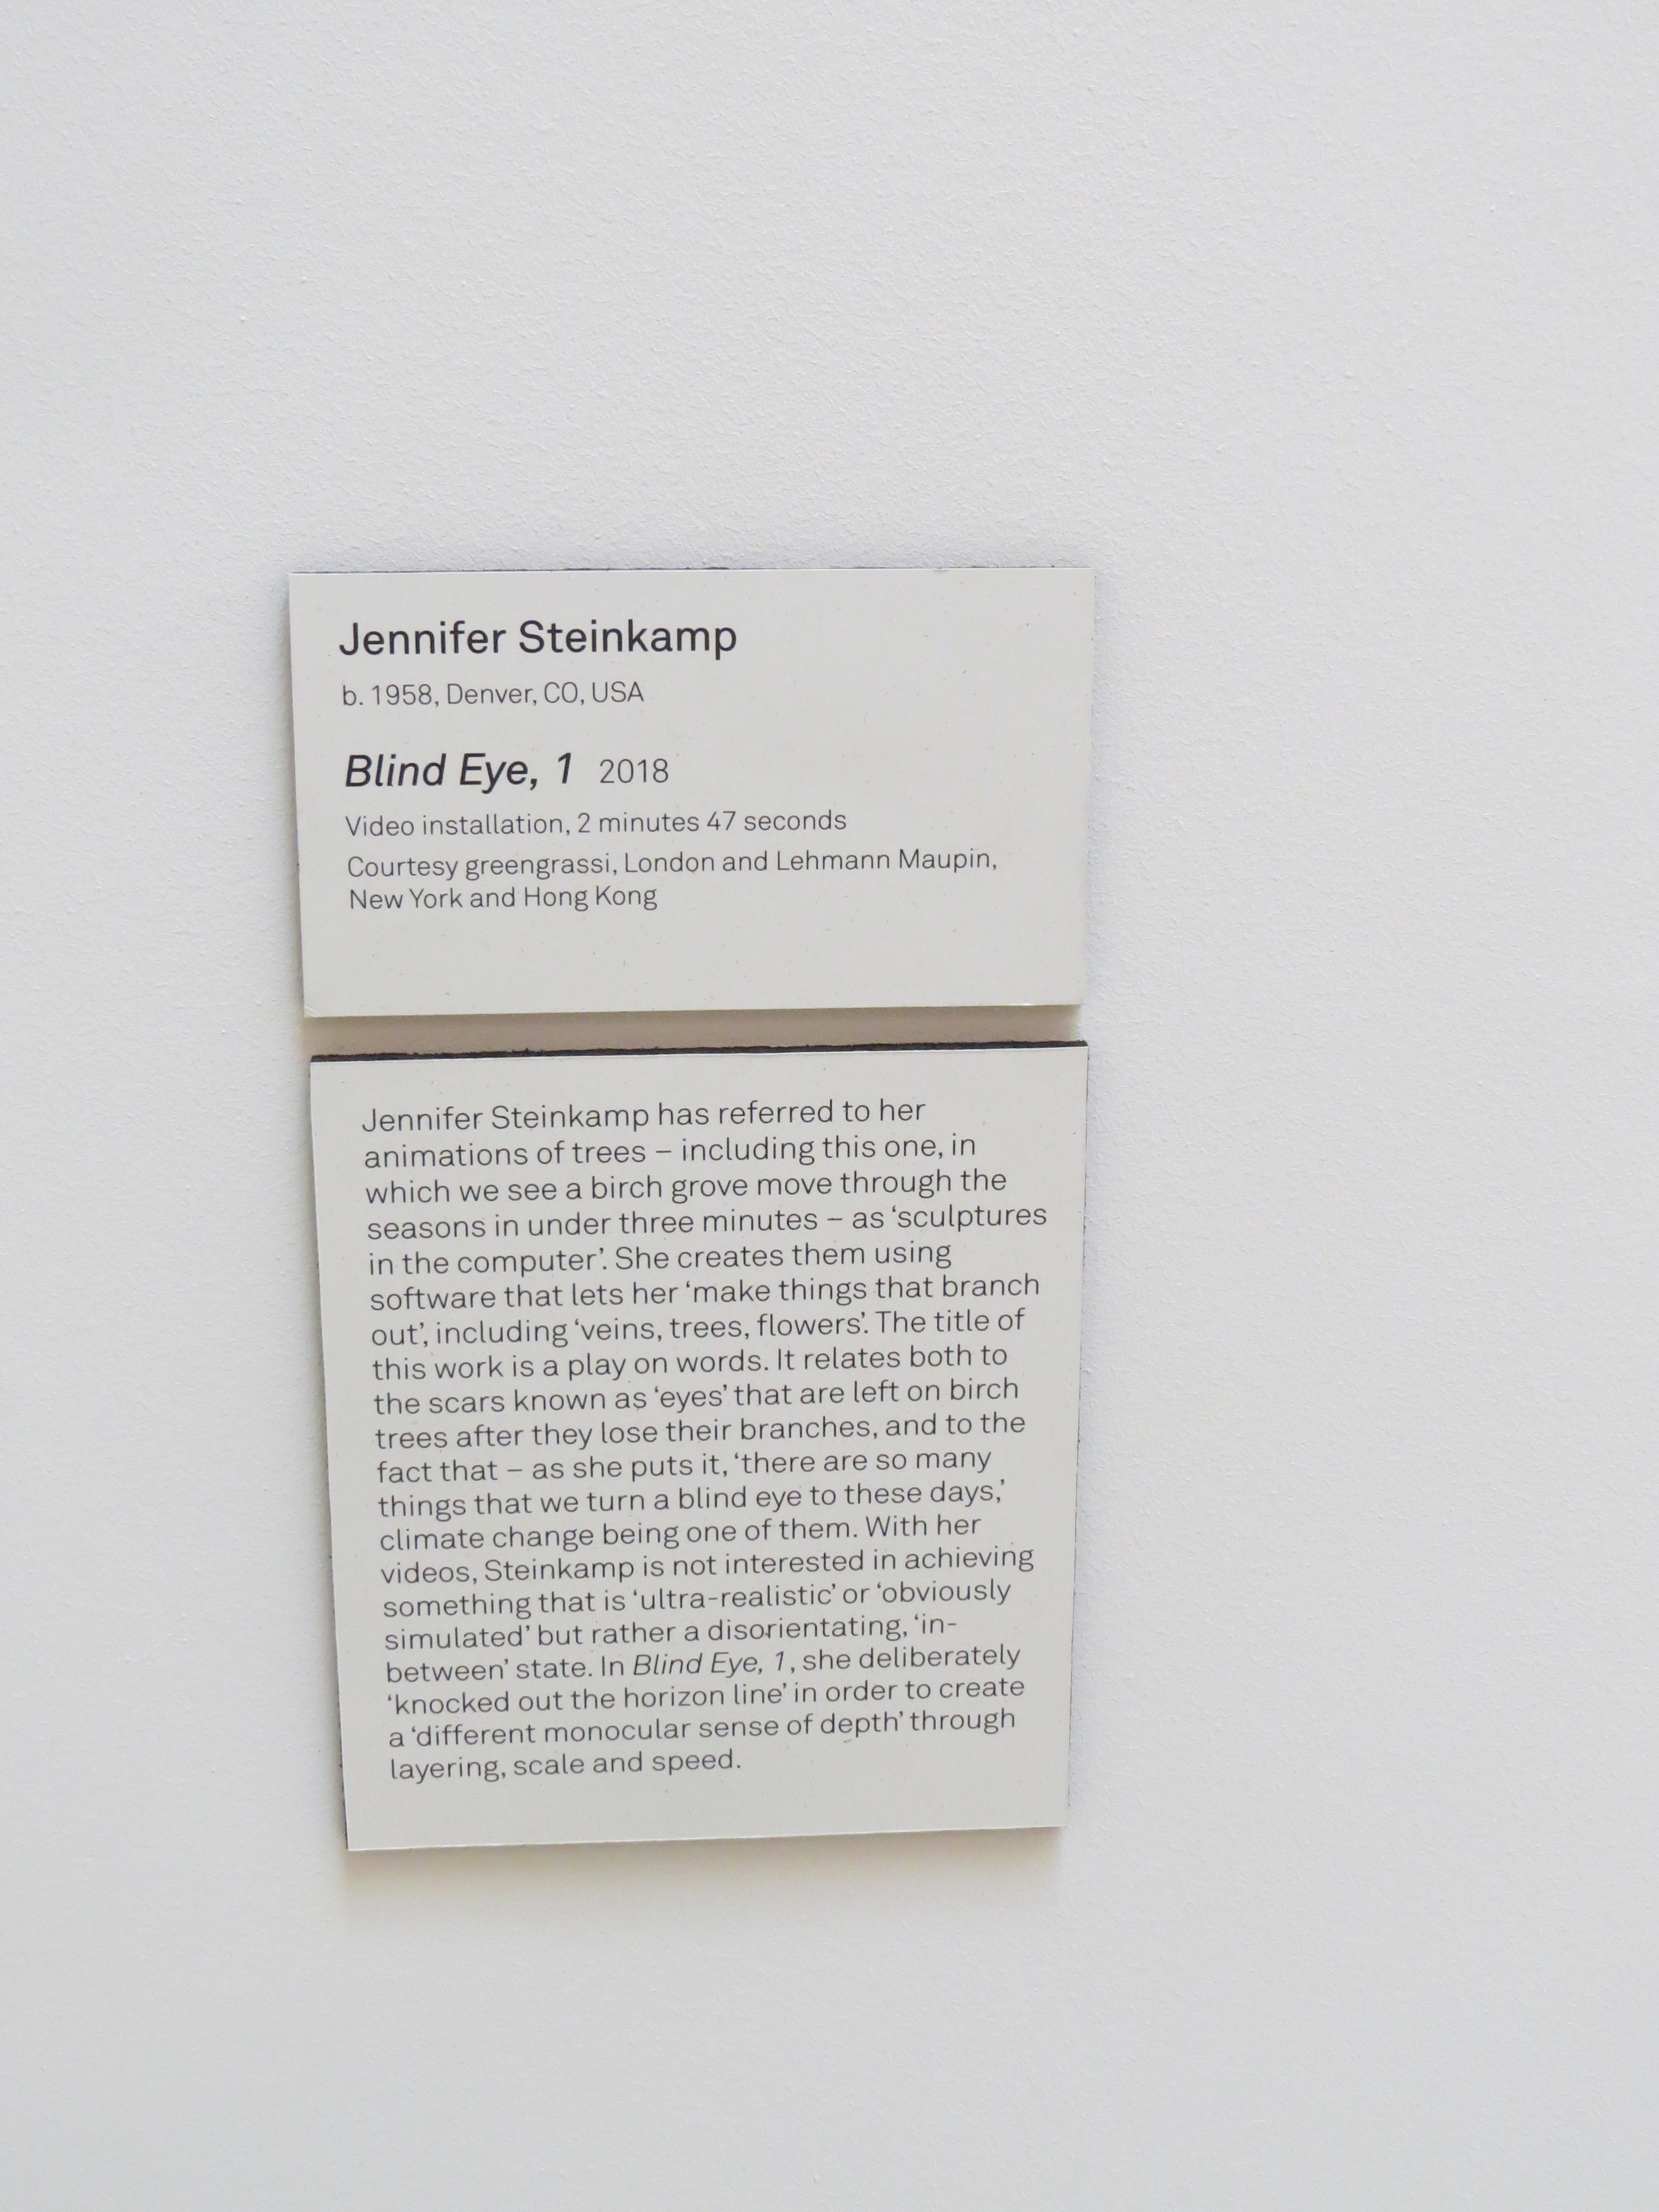 Jennifer Steinkamp
b. 1958, Denver, CO, USA
Blind Eye, 1 2018
Video installation, 2 minutes 47 seconds
Courtesy greengrassi, London and Lehmann Maupin,
New York and Hong Kong
Jennifer Steinkamp has referred to her
animations of trees – including this one, in
which we see a birch grove move through the
seasons in under three minutes – as ‘sculptures
in the computer’. She creates them using
software that lets her ‘make things that branch
out’, including ‘veins, trees, flowers’. The title of
this work is a play on words. It relates both to
the scars known as ‘eyes’ that are left on birch
trees after they lose their branches, and to the
fact that – as she puts it, ‘there are so many
things that we turn a blind eye to these days,’
climate change being one of them. With her
videos, Steinkamp is not interested in achieving
something that is ‘ultra-realistic’ or ‘obviously
simulated’ but rather a disorientating, ‘in-
between’ state. In Blind Eye, 1, she deliberately
‘knocked out the horizon line’ in order to create
a ‘different monocular sense of depth’ through
layering, scale and speed.